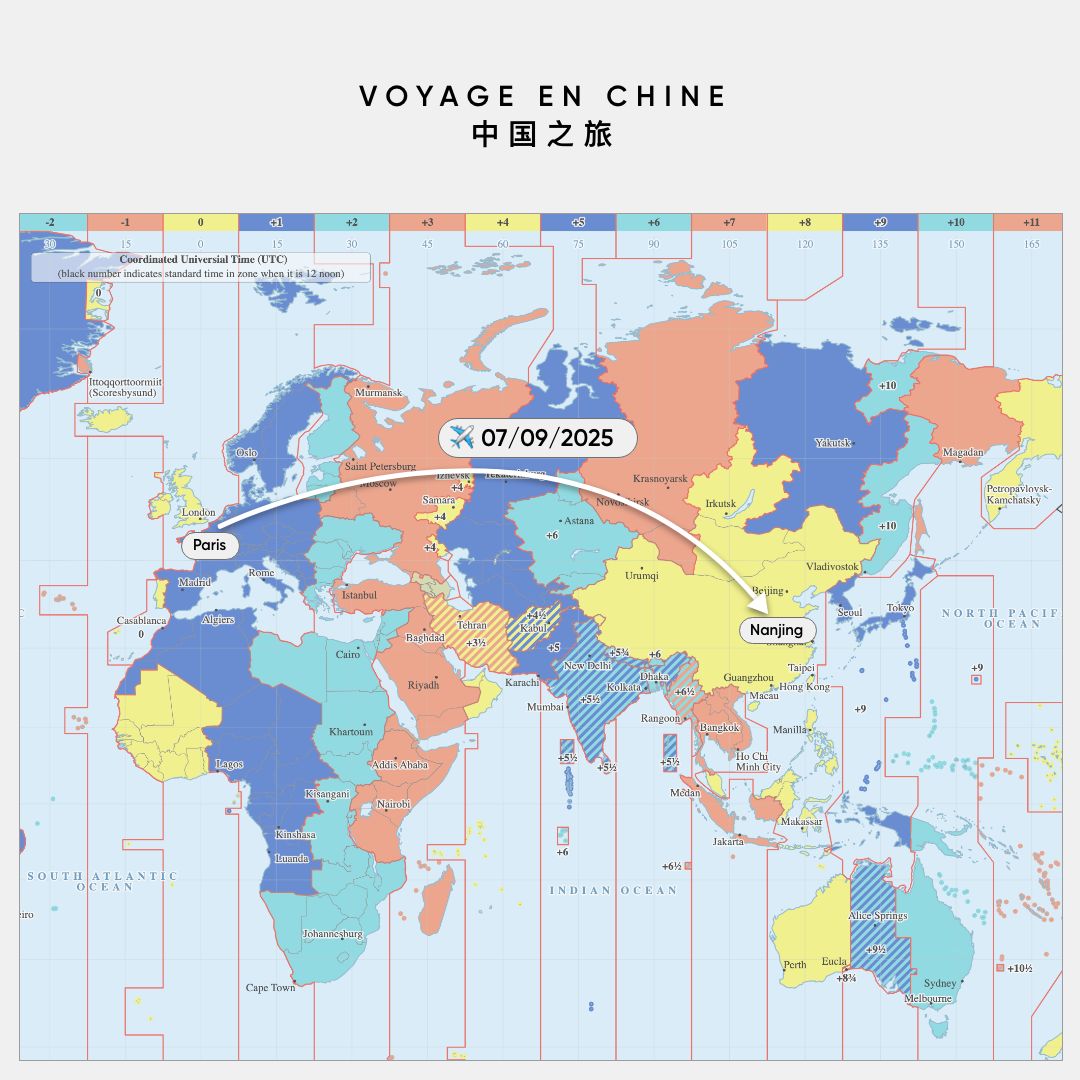 VOYAGE EN CHINE
中国之旅
-2 -1 0 +1 +2 +3 +4 +5 +6 +7 +8 +9 +10 +11
30 15 0 15 30 45 60 75 90 105 120 135 150 165
Coordinated Universial Time (UTC)
(black number indicates standard time in zone when it is 12 noon)
0
Ittoqqortoormiit
(Scoresbysund)
Murmansk
+10
✈️ 07/09/2025
Oslo
Yakutsk
Magadan
Saint Petersburg
Moscow
Izhevsk
+4
Krasnoyarsk
Petropavlovsk-
Kamchatsky
Samara
+4
Irkutsk
London
Astana
+6
+10
Paris
+4
Vladivostok
Rome
Urumqi
Madrid
Beijing
Istanbul
Seoul
Tokyo
Algiers
Casablanca
0
Tehran
+3½
+4½
Kabul
Nanjing
NORTH PACIF
OCEAN
Baghdad
+5
Cairo
+5¾
+6
New Delhi
Taipei
+9
Riyadh
Karachi
Dhaka
Kolkata
+6½
Guangzhou
Hong Kong
Macau
+5½
Mumbai
+9
Rangoon
Khartoum
Bangkok
Manilla
Lagos
Addis Ababa
+5½
+5½
+5½
Ho Chi
Minh City
Kisangani
Nairobi
Medan
Kinshasa
Makassar
Luanda
Jakarta
+6
+6½
SOUTH ATLANTIC
OCEAN
INDIAN OCEAN
eiro
Alice Springs
Johannesburg
+9½
Perth
Eucla
+8¾
+10½
Cape Town
Sydney
Melbourne